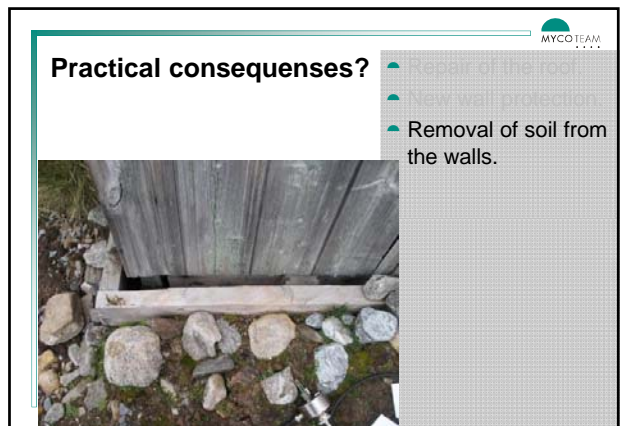 MYCOTEAM
Practical consequenses?
Repair of the roof.
New wall protection.
Removal of soil from
the walls.